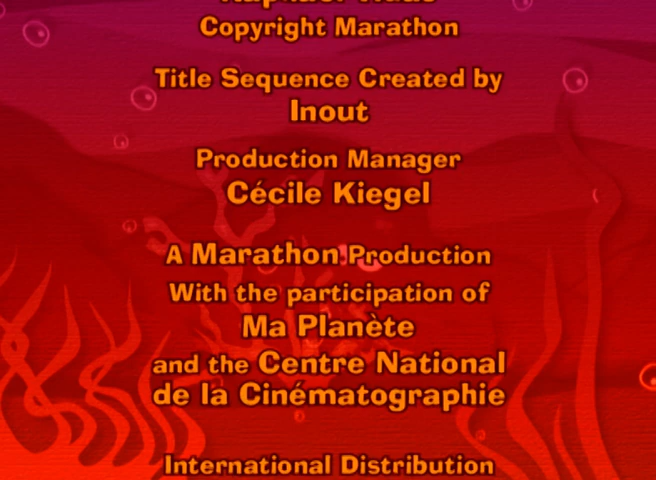 Copyright Marathon
Title Sequence Created by
Inout
Production Manager
Cécile Kiegel
A Marathon Production
With the participation of
Ma Planète
and the Centre National
de la Cinématographie
International Distribution